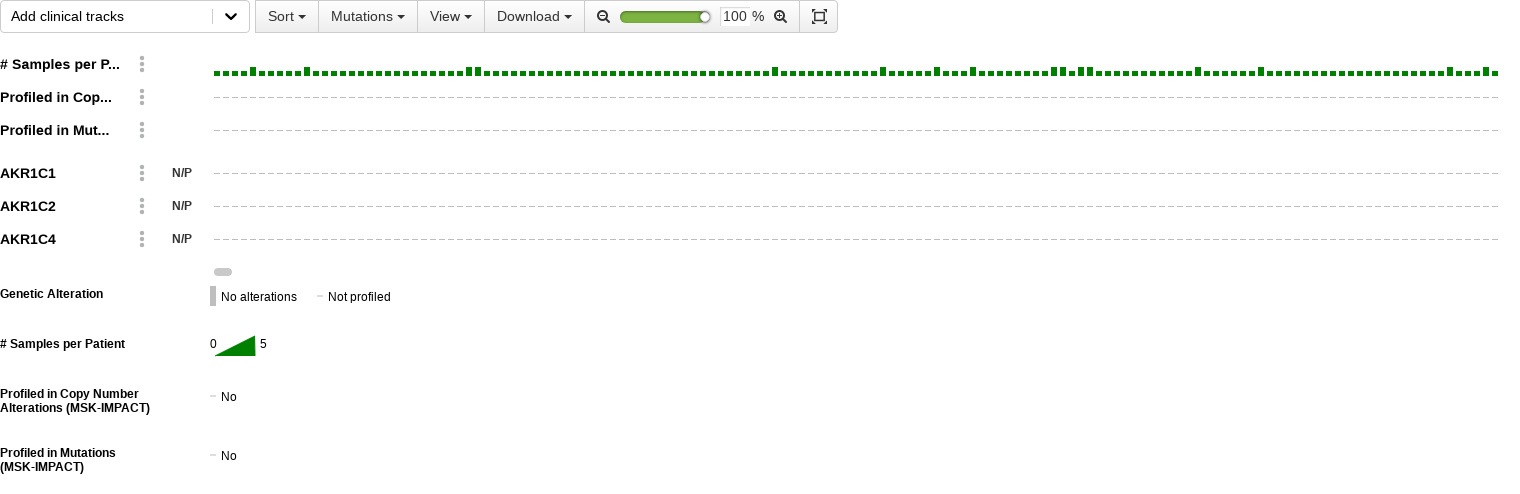 Add clinical tracks
Sort Mutations View Download 100 %
# Samples per P...
Profiled in Cop...
Profiled in Mut...
AKR1C1 N/P
AKR1C2 N/P
AKR1C4 N/P
Genetic Alteration No alterations Not profiled
# Samples per Patient 0 5
Profiled in Copy Number
Alterations (MSK-IMPACT) No
Profiled in Mutations
(MSK-IMPACT) No